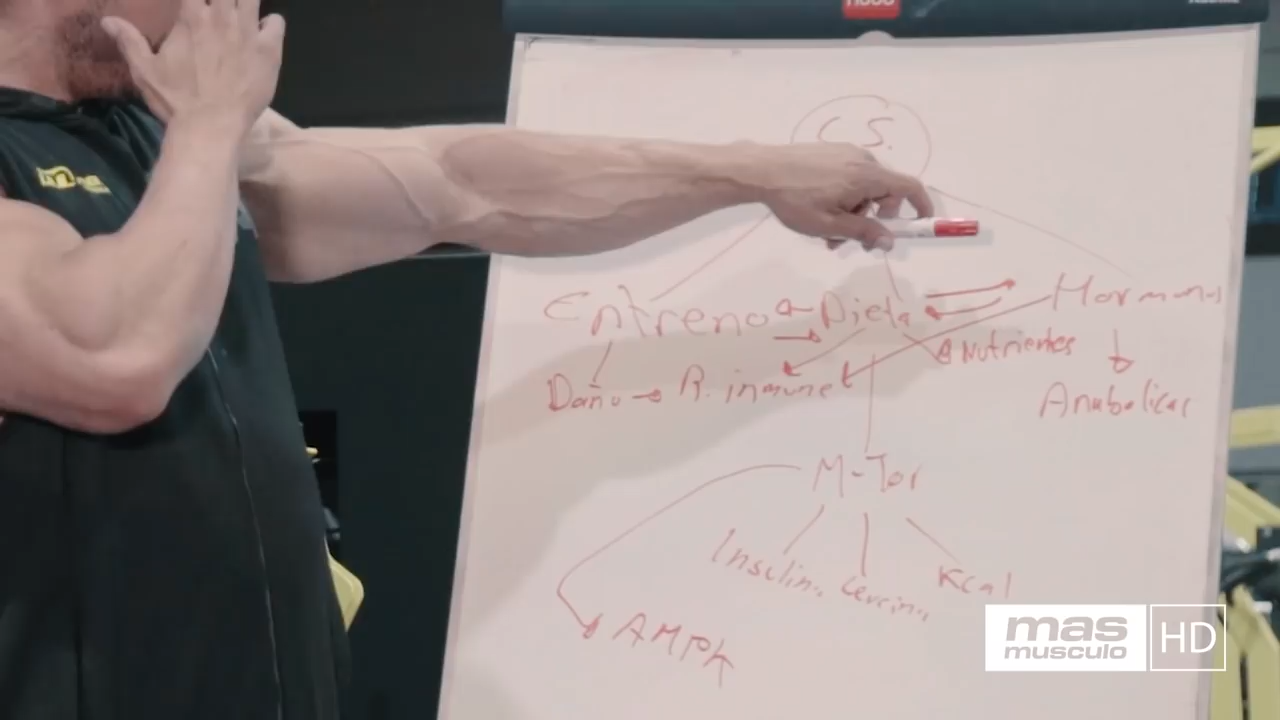 C S.
Entreno Dieta Hormonas
Nutrientes
Daño R. inmune
Anabolicas
M-Tor
Insulina Leucina Kcal
AMPK
mas
musculo HD